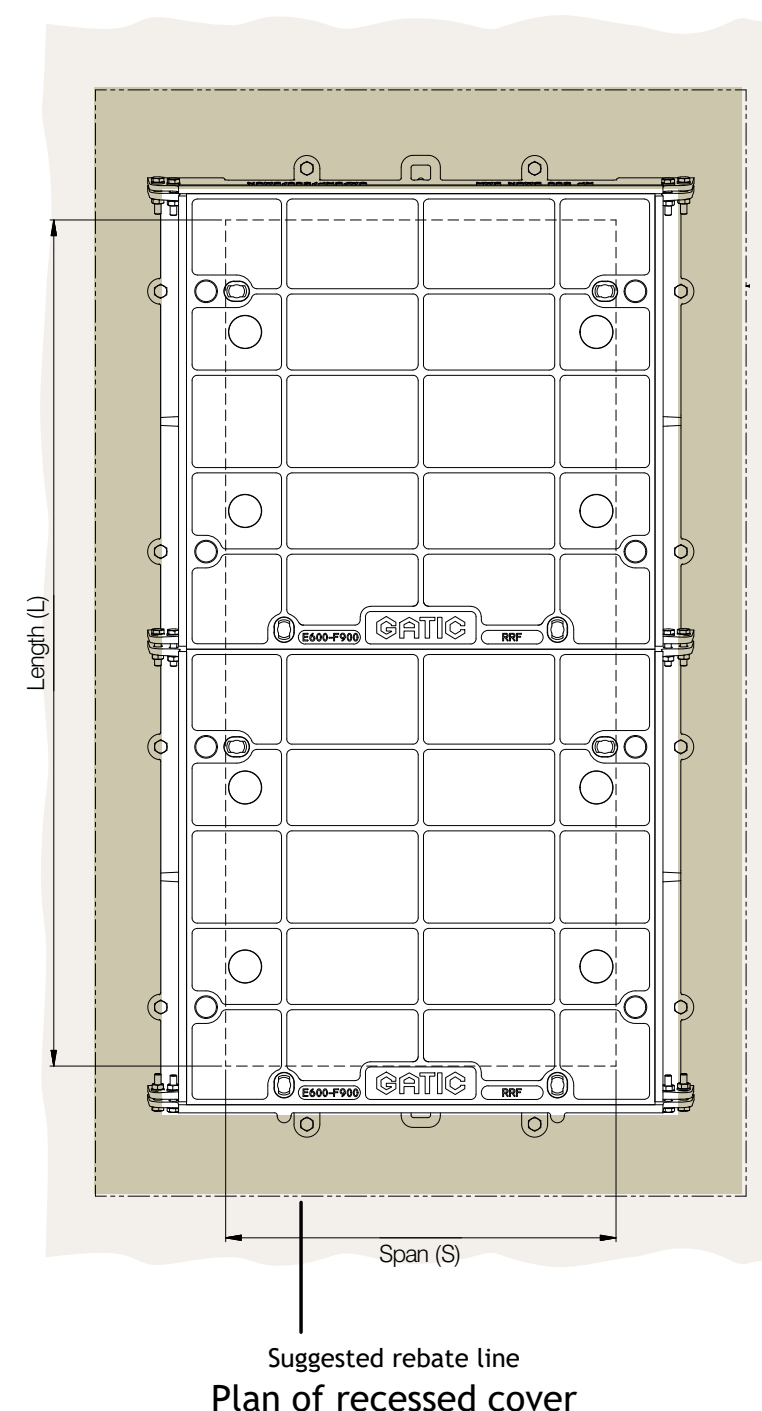 Length (L)
GATIC
E600-F900
RRF
GATIC
E600-F900
RRF
Span (S)
Suggested rebate line
Plan of recessed cover